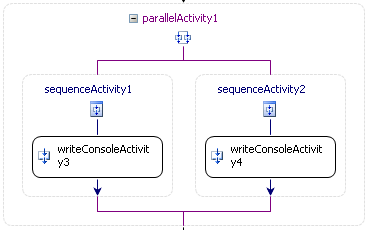 parallelActivity1
sequenceActivity1
sequenceActivity2
writeConsoleActivit
y3
writeConsoleActivit
y4